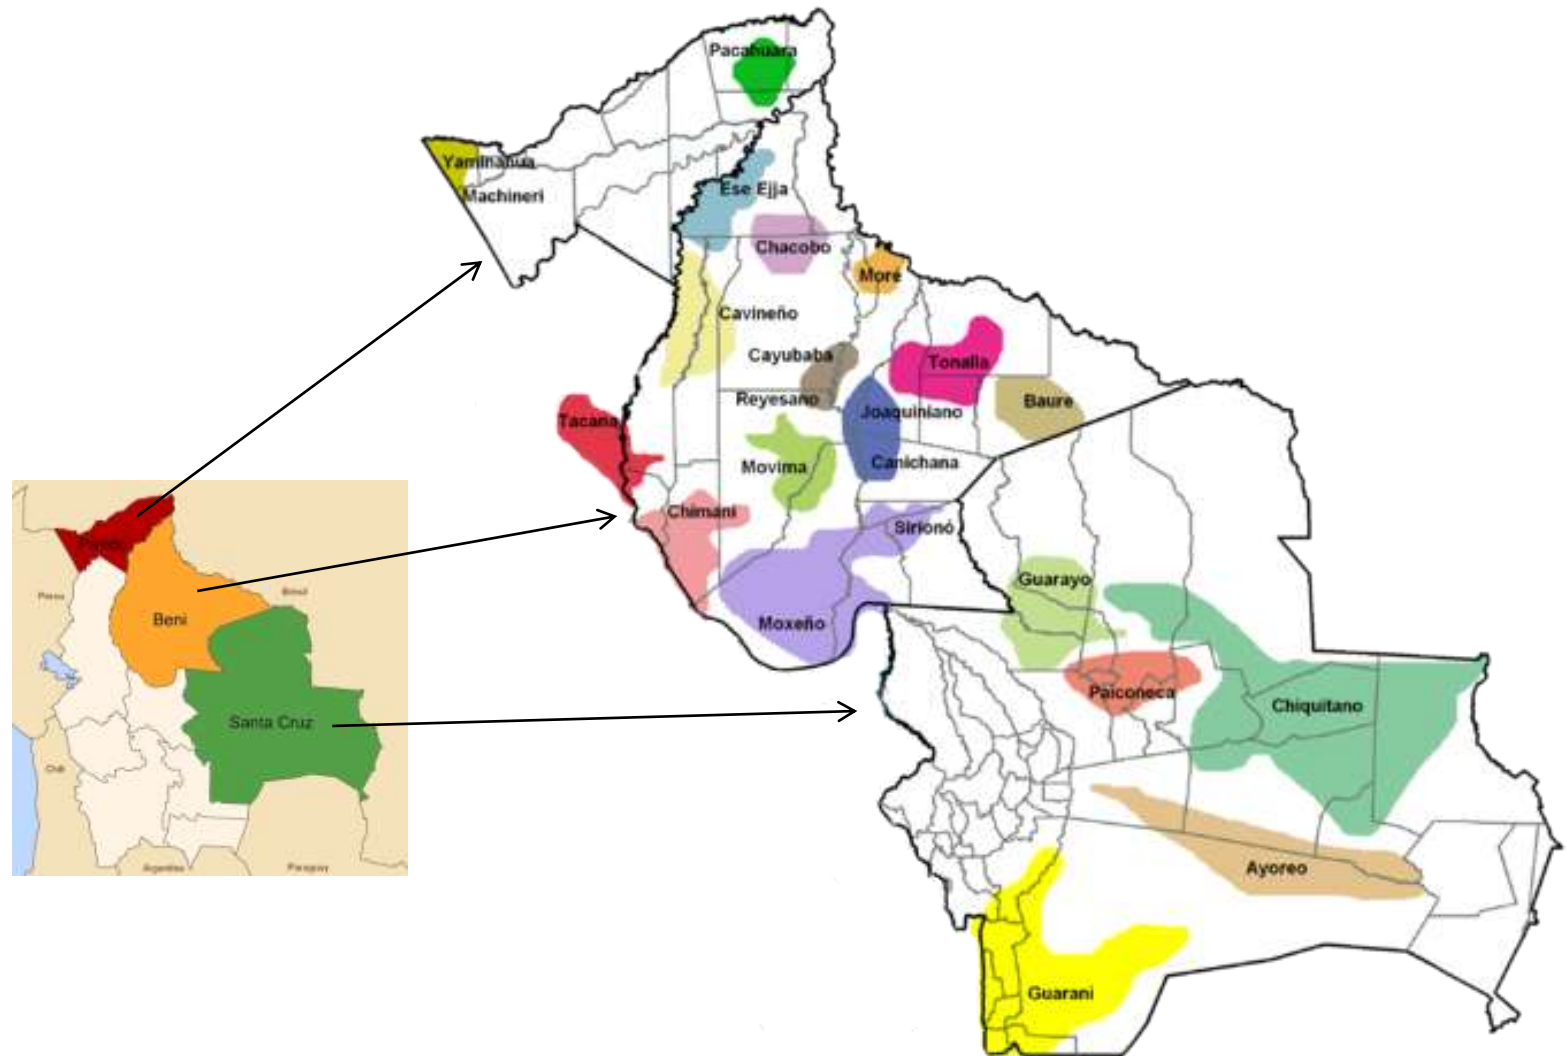 Pacahuara
Yaminahua
Machineri
Ese Ejja
Chacobo
More
Cavineño
Cayubaba
Tonalla
Reyesano
Joaquiniano
Baure
Tacana
Movima
Canichana
Chimani
Sirionó
Guarayo
Moxeño
Paiconeca
Chiquitano
Ayoreo
Guarani
Beni
Brasil
Santa Cruz
Chile
Argentina
Paraguay